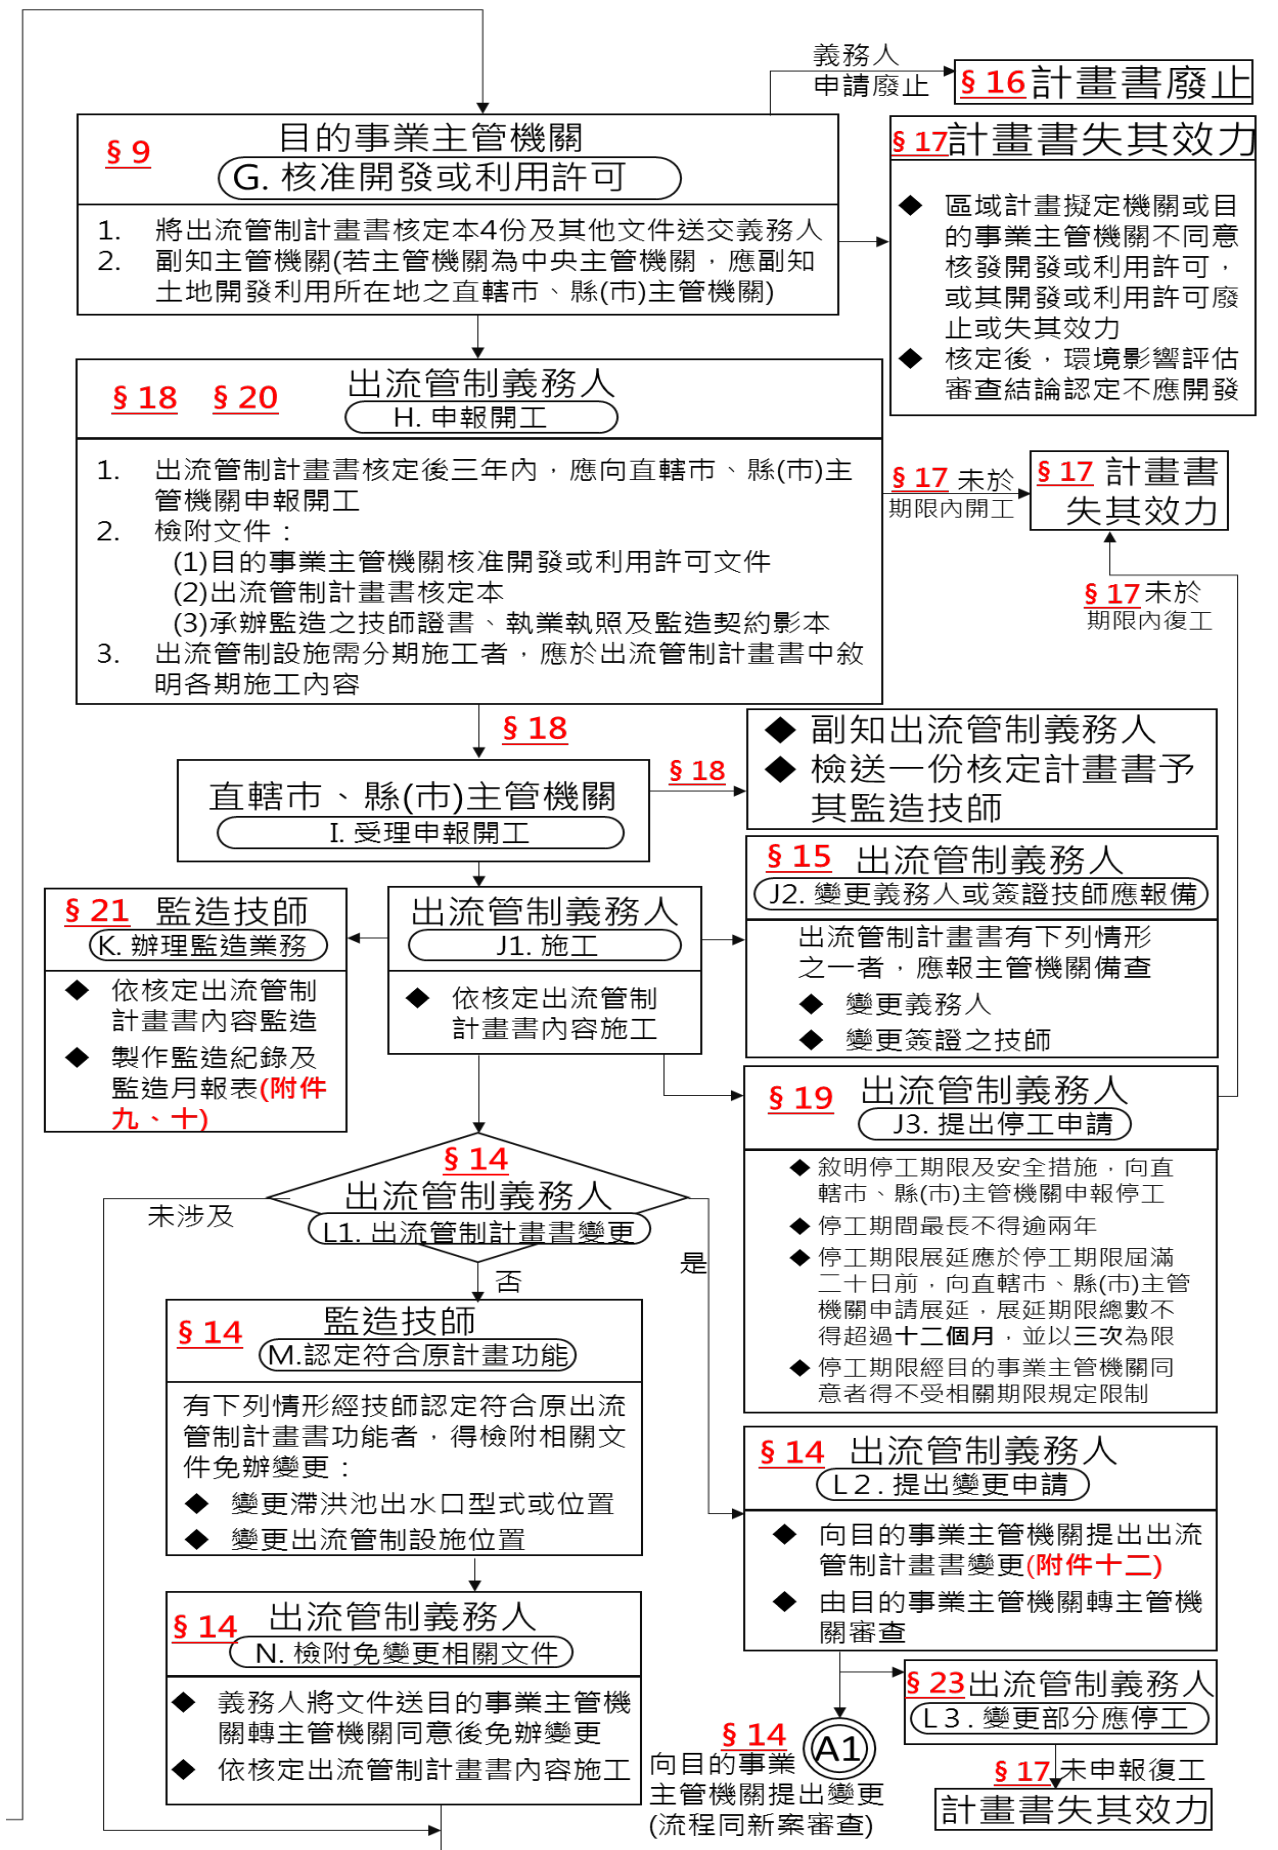 義務人
申請廢止
§ 16 計畫書廢止
§ 9
目的事業主管機關
G. 核准開發或利用許可
1. 將出流管制計畫書核定本4份及其他文件送交義務人
2. 副知主管機關(若主管機關為中央主管機關，應副知
土地開發利用所在地之直轄市、縣(市)主管機關)
§ 17 計畫書失其效力
◆ 區域計畫擬定機關或目
的事業主管機關不同意
核發開發或利用許可，
或其開發或利用許可廢
止或失其效力
◆ 核定後，環境影響評估
審查結論認定不應開發
§ 18 § 20
出流管制義務人
H. 申報開工
1. 出流管制計畫書核定後三年內，應向直轄市、縣(市)主
管機關申報開工
2. 檢附文件：
(1)目的事業主管機關核准開發或利用許可文件
(2)出流管制計畫書核定本
(3)承辦監造之技師證書、執業執照及監造契約影本
3. 出流管制設施需分期施工者，應於出流管制計畫書中敘
明各期施工內容
§ 17 未於
期限內開工
§ 17 計畫書
失其效力
§ 17 未於
期限內復工
§ 18
直轄市、縣(市)主管機關
I. 受理申報開工
§ 18
◆ 副知出流管制義務人
◆ 檢送一份核定計畫書予
其監造技師
§ 15 出流管制義務人
J2. 變更義務人或簽證技師應報備
出流管制計畫書有下列情形
之一者，應報主管機關備查
◆ 變更義務人
◆ 變更簽證之技師
§ 21 監造技師
K. 辦理監造業務
◆ 依核定出流管制
計畫書內容監造
◆ 製作監造紀錄及
監造月報表(附件
九、十)
出流管制義務人
J1. 施工
◆ 依核定出流管制
計畫書內容施工
§ 19 出流管制義務人
J3. 提出停工申請
◆ 敘明停工期限及安全措施，向直
轄市、縣(市)主管機關申報停工
◆ 停工期間最長不得逾兩年
◆ 停工期限展延應於停工期限屆滿
二十日前，向直轄市、縣(市)主管
機關申請展延，展延期限總數不
得超過十二個月，並以三次為限
◆ 停工期限經目的事業主管機關同
意者得不受相關期限規定限制
§ 14
出流管制義務人
L1. 出流管制計畫書變更
未涉及
否
是
§ 14
監造技師
M.認定符合原計畫功能
有下列情形經技師認定符合原出流
管制計畫書功能者，得檢附相關文
件免辦變更：
◆ 變更滯洪池出水口型式或位置
◆ 變更出流管制設施位置
§ 14 出流管制義務人
L2.提出變更申請
◆ 向目的事業主管機關提出出流
管制計畫書變更(附件十二)
◆ 由目的事業主管機關轉主管機
關審查
§ 14
出流管制義務人
N. 檢附免變更相關文件
◆ 義務人將文件送目的事業主管機
關轉主管機關同意後免辦變更
◆ 依核定出流管制計畫書內容施工
§ 23 出流管制義務人
L3.變更部分應停工
§ 14
A1
向目的事業
主管機關提出變更
(流程同新案審查)
§ 17 未申報復工
計畫書失其效力